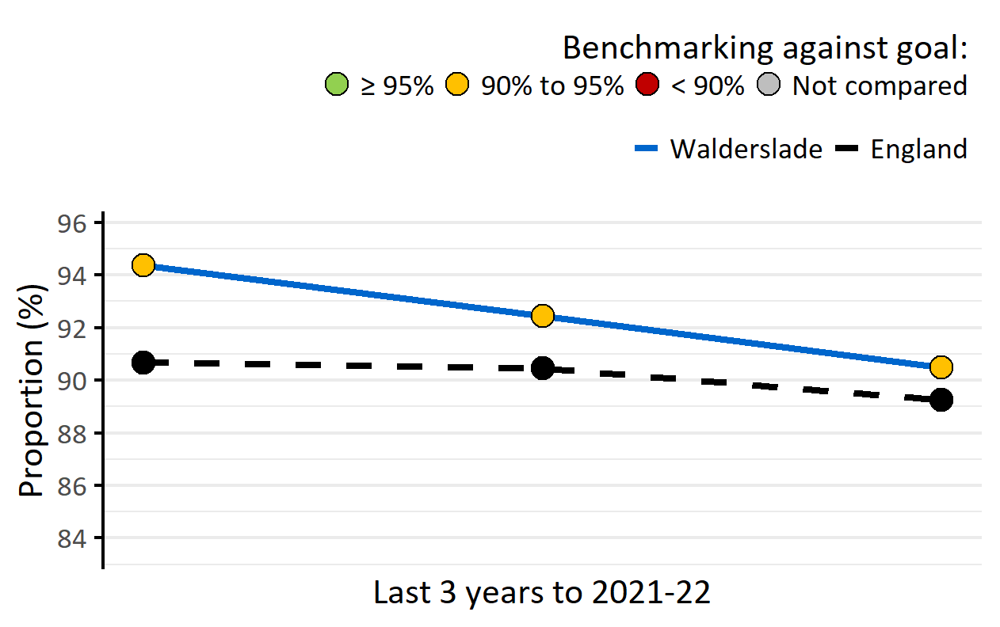 Benchmarking against goal:
≥ 95% 90% to 95% < 90% Not compared
Walderslade England
96
94
92
90
88
86
84
Proportion (%)
Last 3 years to 2021-22